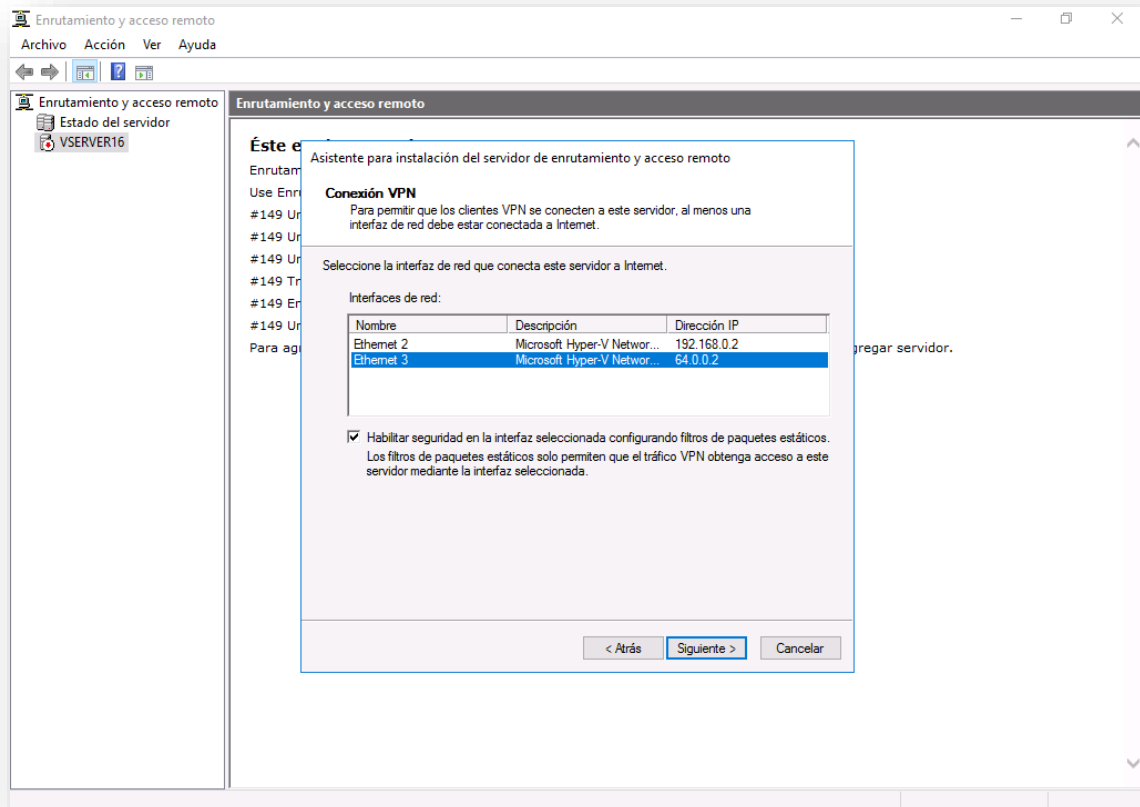 Enrutamiento y acceso remoto
Archivo Acción Ver Ayuda
Enrutamiento y acceso remoto
Estado del servidor
VSERVER16
Enrutamiento y acceso remoto
Éste e
Enrutam
Use Enr
#149 Ur
#149 Ur
#149 Ur
#149 Tr
#149 Er
#149 Ur
Para ag
gregar servidor.
Asistente para instalación del servidor de enrutamiento y acceso remoto
Conexión VPN
Para permitir que los clientes VPN se conecten a este servidor, al menos una
interfaz de red debe estar conectada a Internet.
Seleccione la interfaz de red que conecta este servidor a Internet.
Interfaces de red:
Nombre Descripción Dirección IP
Ethernet 2 Microsoft Hyper-V Networ... 192.168.0.2
Ethernet 3 Microsoft Hyper-V Networ... 64.0.0.2
Habilitar seguridad en la interfaz seleccionada configurando filtros de paquetes estáticos.
Los filtros de paquetes estáticos solo permiten que el tráfico VPN obtenga acceso a este
servidor mediante la interfaz seleccionada.
< Atrás Siguiente > Cancelar